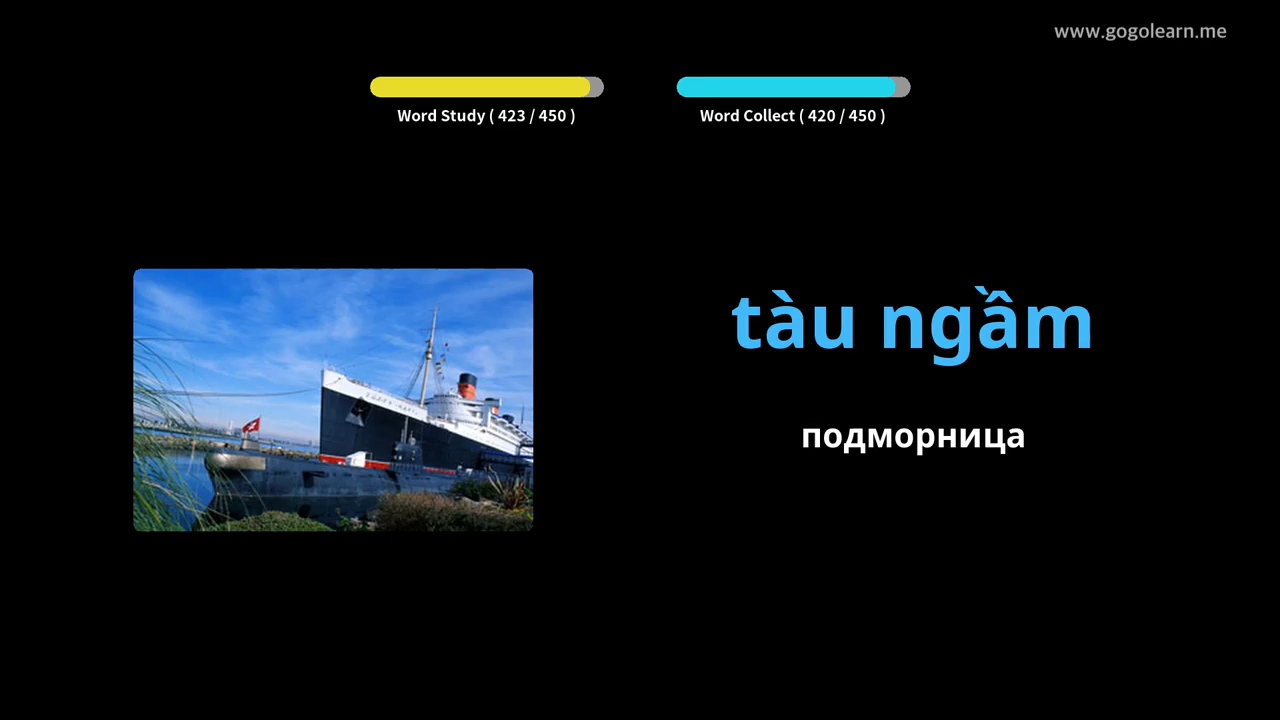 www.gogolearn.me
Word Study ( 423 / 450 )
Word Collect ( 420 / 450 )
tàu ngầm
подморница